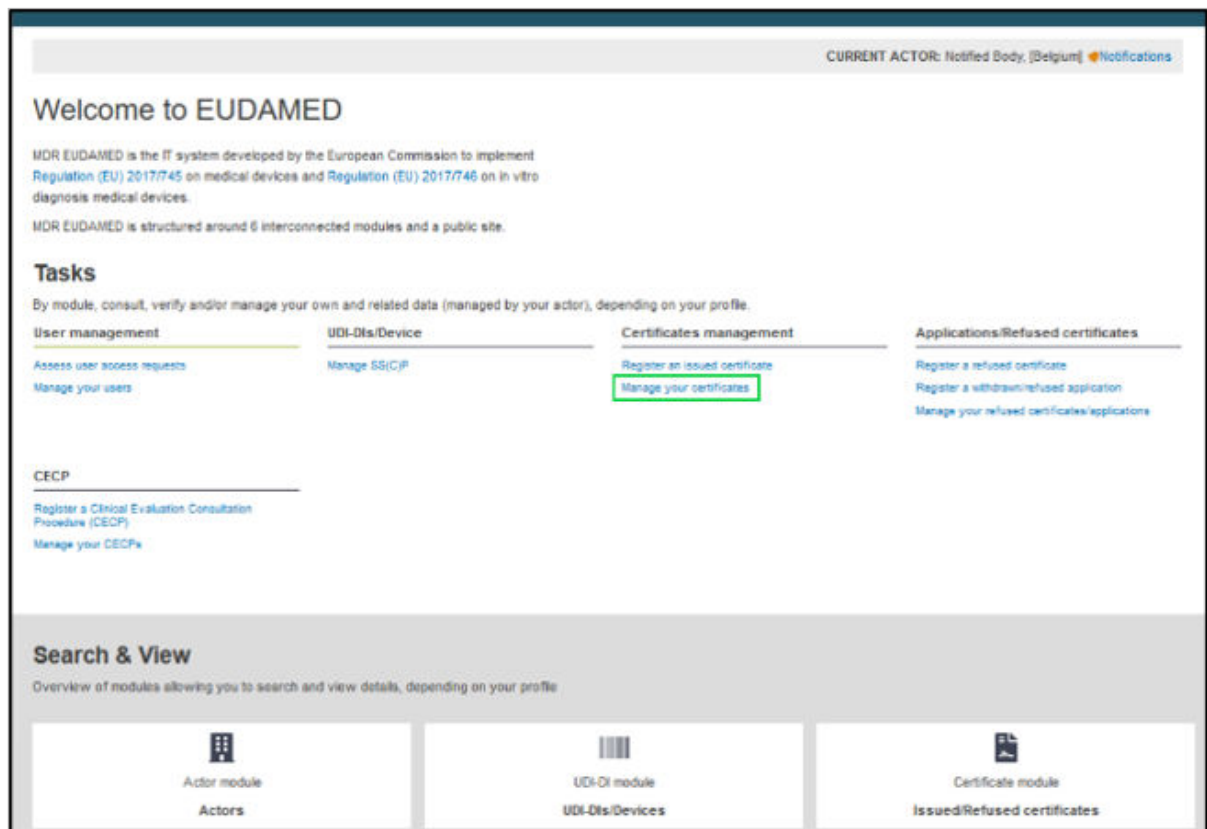 CURRENT ACTOR: Notified Body, [Belgium] Notifications
Welcome to EUDAMED
MDR EUDAMED is the IT system developed by the European Commission to implement
Regulation (EU) 2017/745 on medical devices and Regulation (EU) 2017/746 on in vitro
diagnosis medical devices.
MDR EUDAMED is structured around 6 interconnected modules and a public site.
Tasks
By module, consult, verify and/or manage your own and related data (managed by your actor), depending on your profile.
User management
Assess user access requests
Manage your users
UDI-DIs/Device
Manage SS(C)P
Certificates management
Register an issued certificate
Manage your certificates
Applications/Refused certificates
Register a refused certificate
Register a withdrawn/refused application
Manage your refused certificates/applications
CECP
Register a Clinical Evaluation Consultation
Procedure (CECP)
Manage your CECPs
Search & View
Overview of modules allowing you to search and view details, depending on your profile
Actor module
Actors
UDI-DI module
UDI-DIs/Devices
Certificate module
Issued/Refused certificates